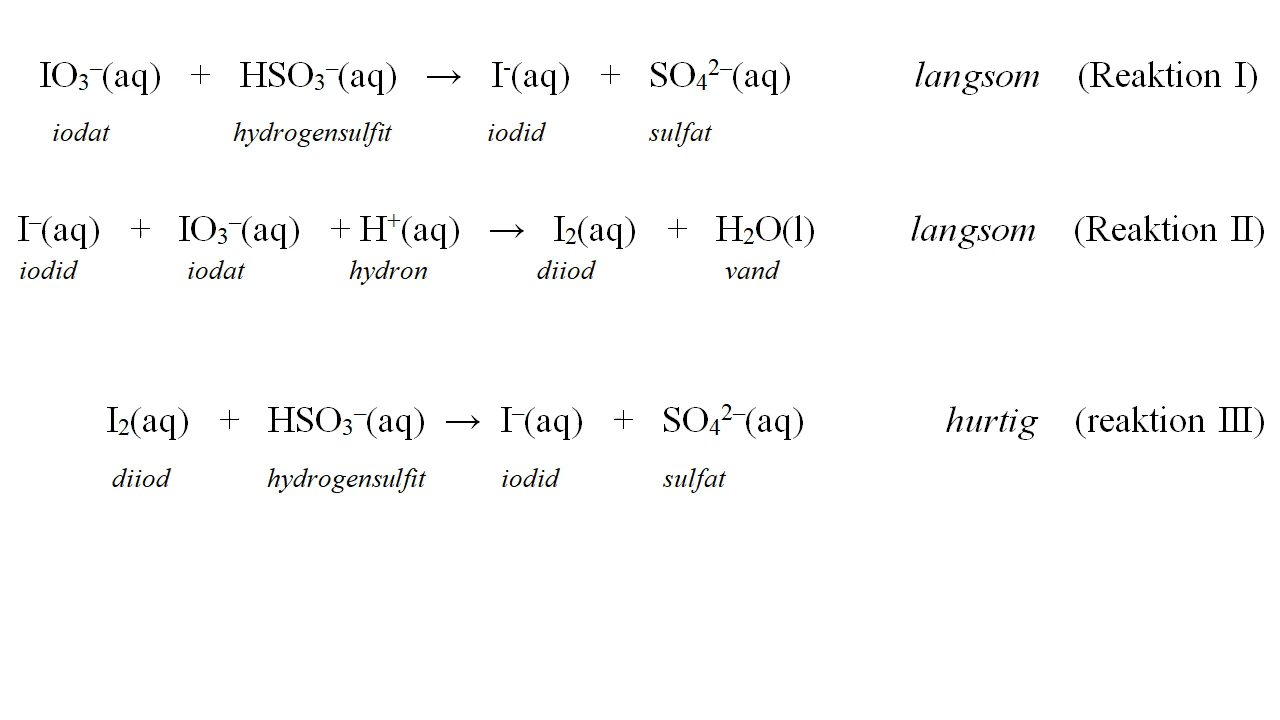 IO₃⁻(aq) + HSO₃⁻(aq) → I⁻(aq) + SO₄²⁻(aq) langsom (Reaktion I)
iodat hydrogensulfit iodid sulfat
I⁻(aq) + IO₃⁻(aq) + H⁺(aq) → I₂(aq) + H₂O(l) langsom (Reaktion II)
iodid iodat hydron diiod vand
I₂(aq) + HSO₃⁻(aq) → I⁻(aq) + SO₄²⁻(aq) hurtig (reaktion III)
diiod hydrogensulfit iodid sulfat